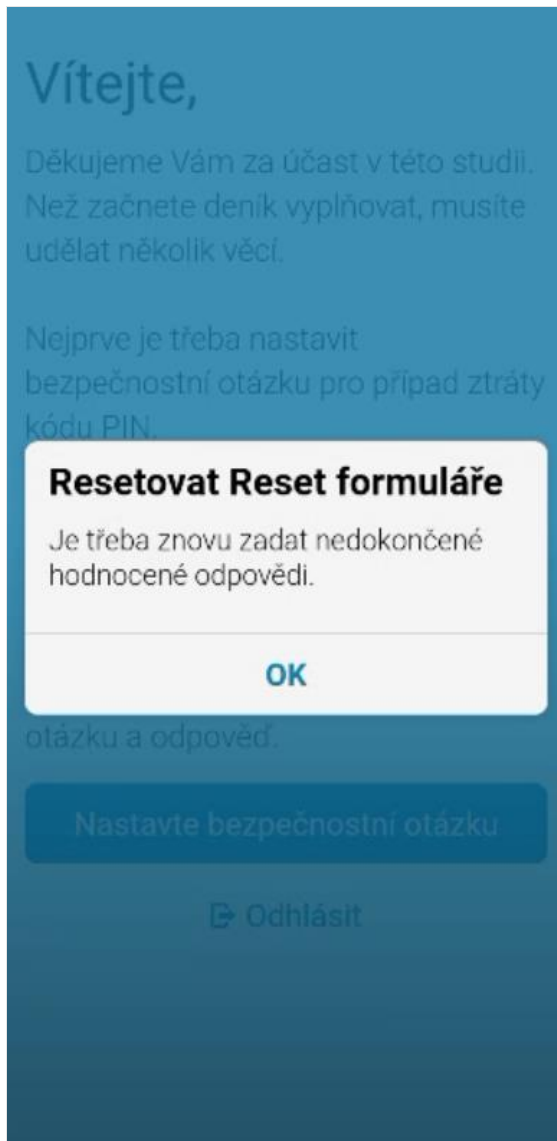 Vítejte,
Děkujeme Vám za účast v této studii.
Než začnete deník vyplňovat, musíte
udělat několik věcí.
Nejprve je třeba nastavit
bezpečnostní otázku pro případ ztráty
kódu PIN.
Resetovat Reset formuláře
Je třeba znovu zadat nedokončené
hodnocené odpovědi.
OK
otázku a odpověď.
Nastavte bezpečnostní otázku
Odhlásit